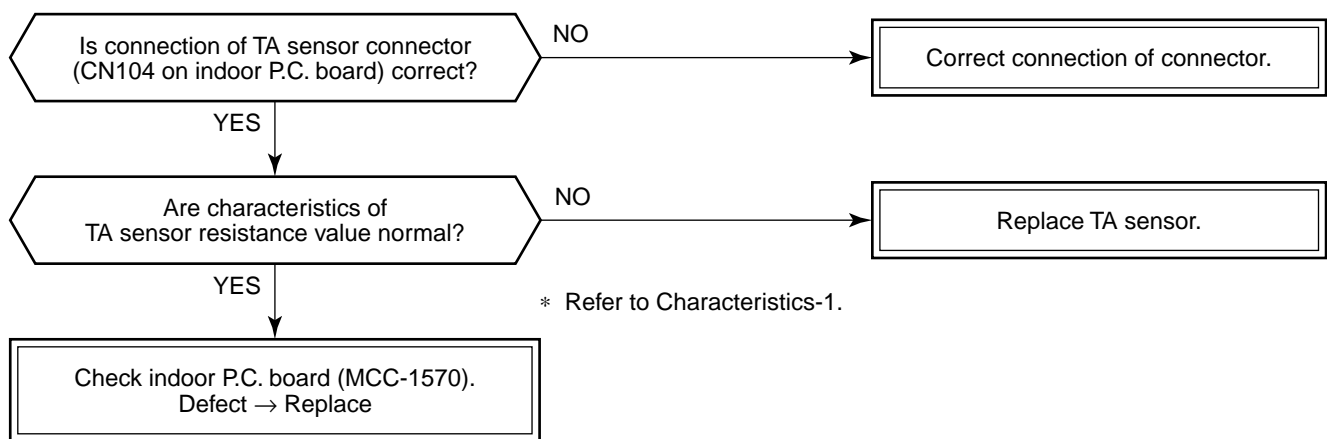 Is connection of TA sensor connector
(CN104 on indoor P.C. board) correct?
NO
Correct connection of connector.
YES
Are characteristics of
TA sensor resistance value normal?
NO
Replace TA sensor.
YES
* Refer to Characteristics-1.
Check indoor P.C. board (MCC-1570).
Defect → Replace